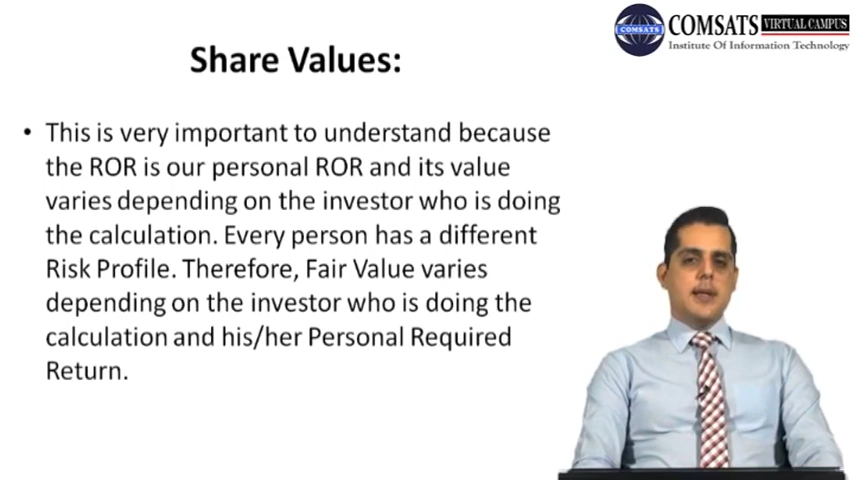 COMSATS VIRTUAL CAMPUS
Institute Of Information Technology
COMSATS
Share Values:
• This is very important to understand because
the ROR is our personal ROR and its value
varies depending on the investor who is doing
the calculation. Every person has a different
Risk Profile. Therefore, Fair Value varies
depending on the investor who is doing the
calculation and his/her Personal Required
Return.